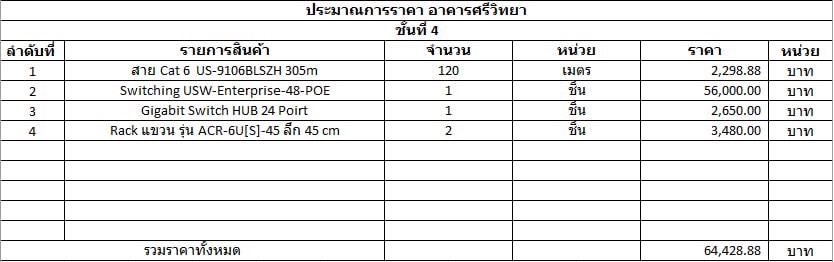 ประมาณการราคา อาคารศรีวิทยา
ชั้นที่ 4
ลำดับที่ รายการสินค้า จำนวน หน่วย ราคา หน่วย
1 สาย Cat 6 US-9106BLSZH 305m 120 เมตร 2,298.88 บาท
2 Switching USW-Enterprise-48-POE 1 ชิ้น 56,000.00 บาท
3 Gigabit Switch HUB 24 Poirt 1 ชิ้น 2,650.00 บาท
4 Rack แขวน รุ่น ACR-6U[S]-45 ลึก 45 cm 2 ชิ้น 3,480.00 บาท
รวมราคาทั้งหมด 64,428.88 บาท